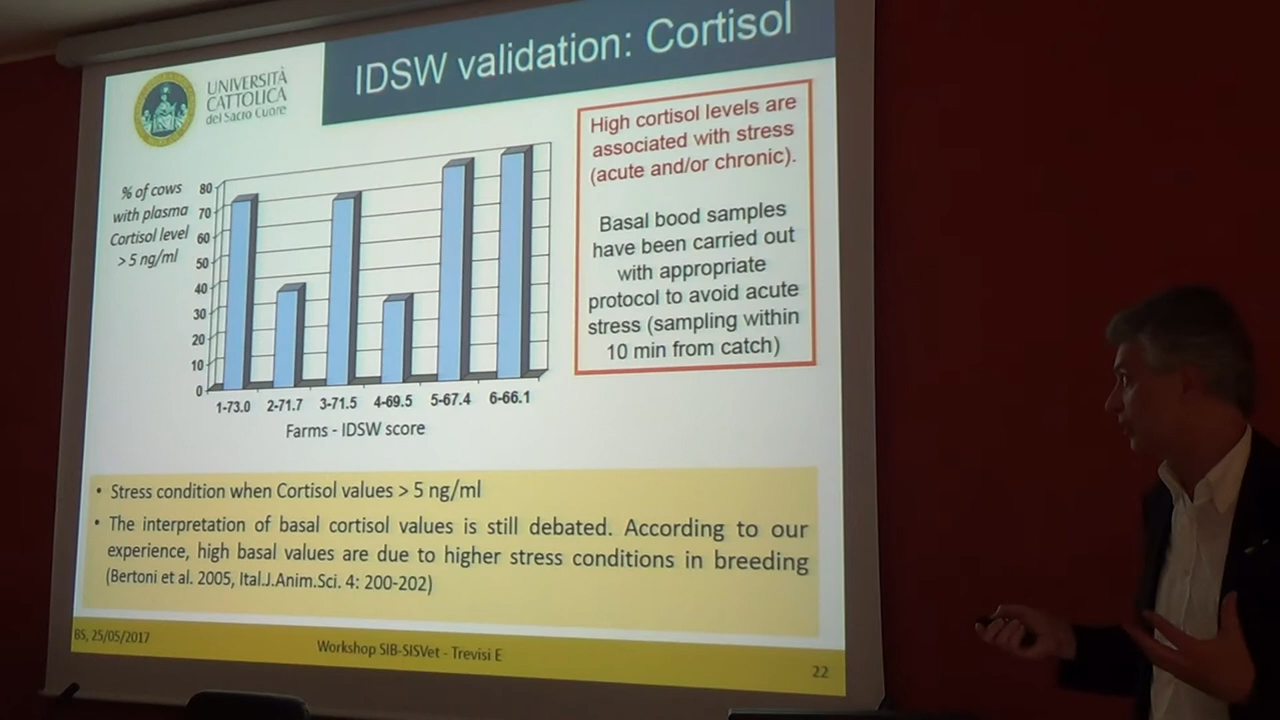 IDSW validation: Cortisol
UNIVERSITÀ
CATTOLICA
del Sacro Cuore
High cortisol levels are
associated with stress
(acute and/or chronic).
Basal bood samples
have been carried out
with appropriate
protocol to avoid acute
stress (sampling within
10 min from catch)
% of cows
with plasma
Cortisol level
> 5 ng/ml
80
70
60
50
40
30
20
10
0
1-73.0 2-71.7 3-71.5 4-69.5 5-67.4 6-66.1
Farms - IDSW score
• Stress condition when Cortisol values > 5 ng/ml
• The interpretation of basal cortisol values is still debated. According to our
experience, high basal values are due to higher stress conditions in breeding
(Bertoni et al. 2005, Ital.J.Anim.Sci. 4: 200-202)
BS, 25/05/2017
Workshop SIB-SISVet - Trevisi E
22